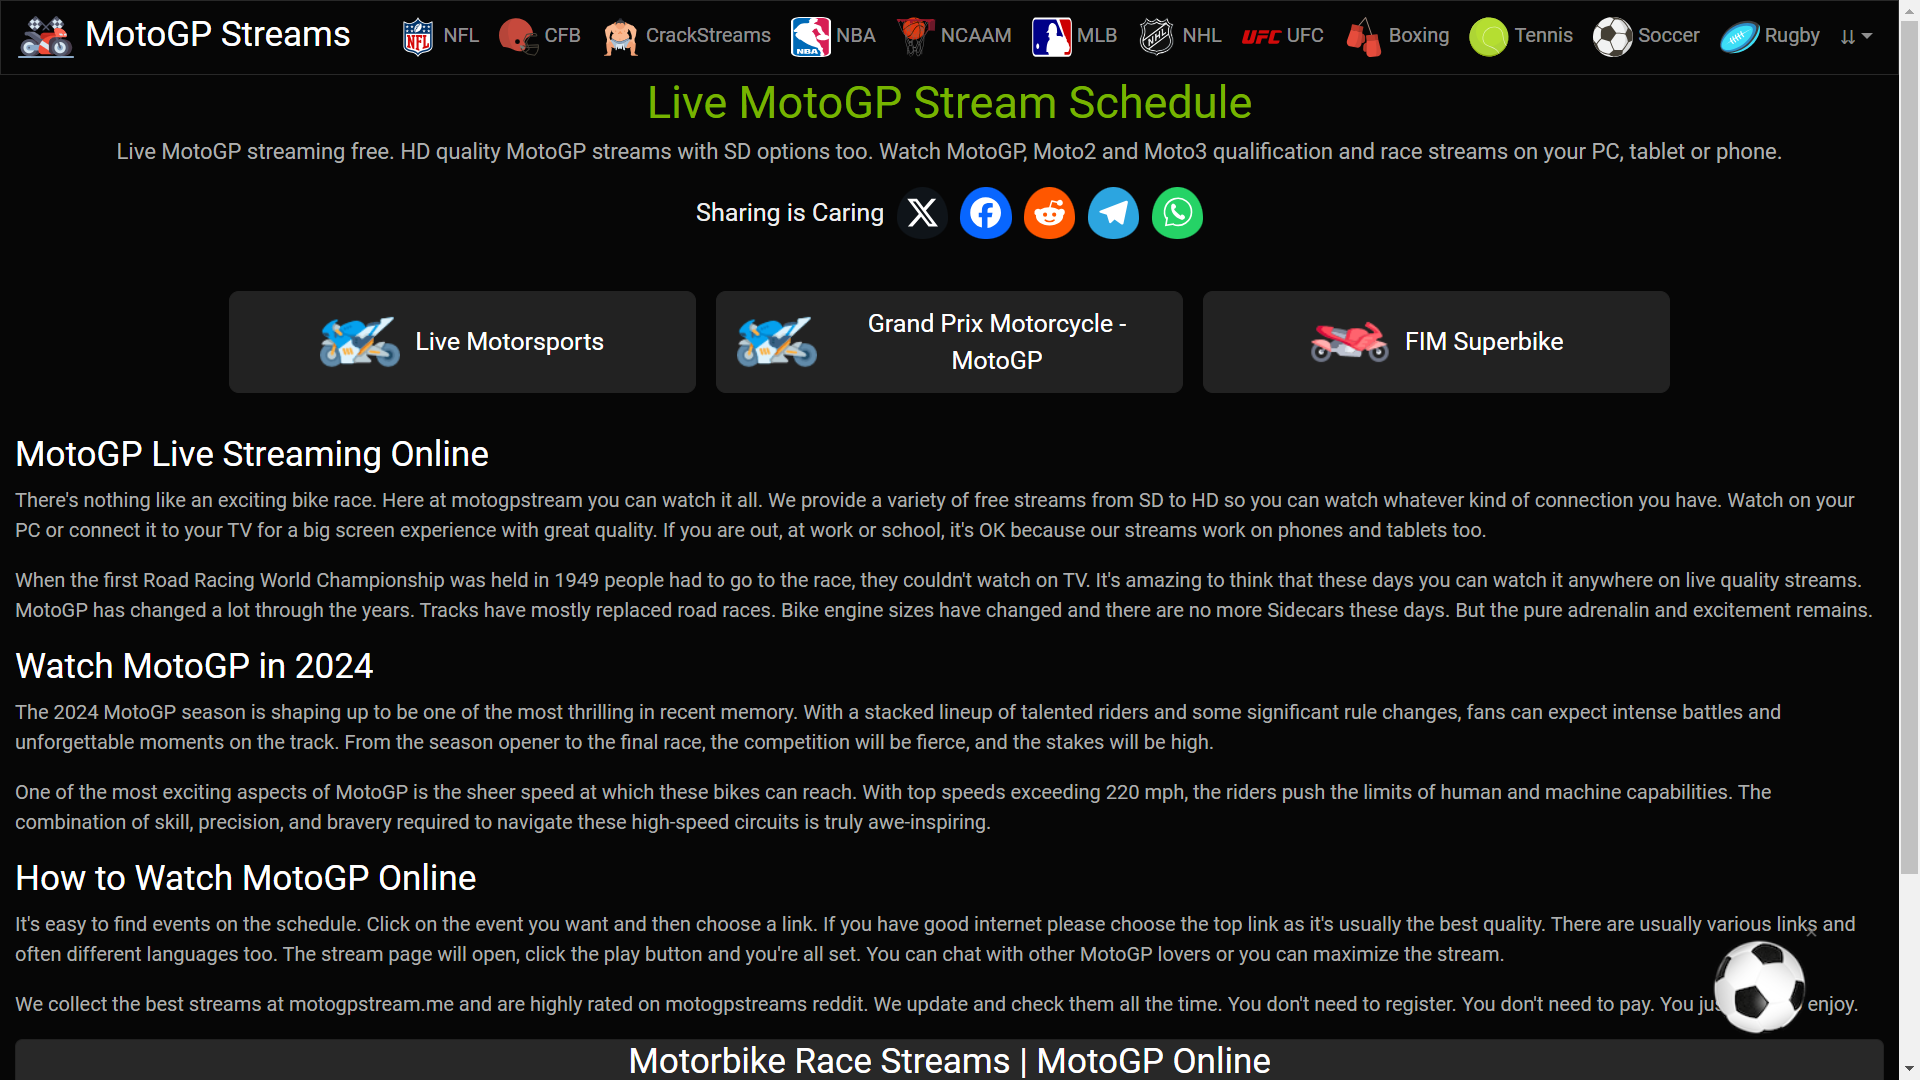 MotoGP Streams
NFL
CFB
CrackStreams
NBA
NCAAM
MLB
NHL
UFC
Boxing
Tennis
Soccer
Rugby
Live MotoGP Stream Schedule
Live MotoGP streaming free. HD quality MotoGP streams with SD options too. Watch MotoGP, Moto2 and Moto3 qualification and race streams on your PC, tablet or phone.
Sharing is Caring
Live Motorsports
Grand Prix Motorcycle -
MotoGP
FIM Superbike
MotoGP Live Streaming Online
There's nothing like an exciting bike race. Here at motogpstream you can watch it all. We provide a variety of free streams from SD to HD so you can watch whatever kind of connection you have. Watch on your
PC or connect it to your TV for a big screen experience with great quality. If you are out, at work or school, it's OK because our streams work on phones and tablets too.
When the first Road Racing World Championship was held in 1949 people had to go to the race, they couldn't watch on TV. It's amazing to think that these days you can watch it anywhere on live quality streams.
MotoGP has changed a lot through the years. Tracks have mostly replaced road races. Bike engine sizes have changed and there are no more Sidecars these days. But the pure adrenalin and excitement remains.
Watch MotoGP in 2024
The 2024 MotoGP season is shaping up to be one of the most thrilling in recent memory. With a stacked lineup of talented riders and some significant rule changes, fans can expect intense battles and
unforgettable moments on the track. From the season opener to the final race, the competition will be fierce, and the stakes will be high.
One of the most exciting aspects of MotoGP is the sheer speed at which these bikes can reach. With top speeds exceeding 220 mph, the riders push the limits of human and machine capabilities. The
combination of skill, precision, and bravery required to navigate these high-speed circuits is truly awe-inspiring.
How to Watch MotoGP Online
It's easy to find events on the schedule. Click on the event you want and then choose a link. If you have good internet please choose the top link as it's usually the best quality. There are usually various links and
often different languages too. The stream page will open, click the play button and you're all set. You can chat with other MotoGP lovers or you can maximize the stream.
We collect the best streams at motogpstream.me and are highly rated on motogpstreams reddit. We update and check them all the time. You don't need to register. You don't need to pay. You enjoy.
Motorbike Race Streams | MotoGP Online